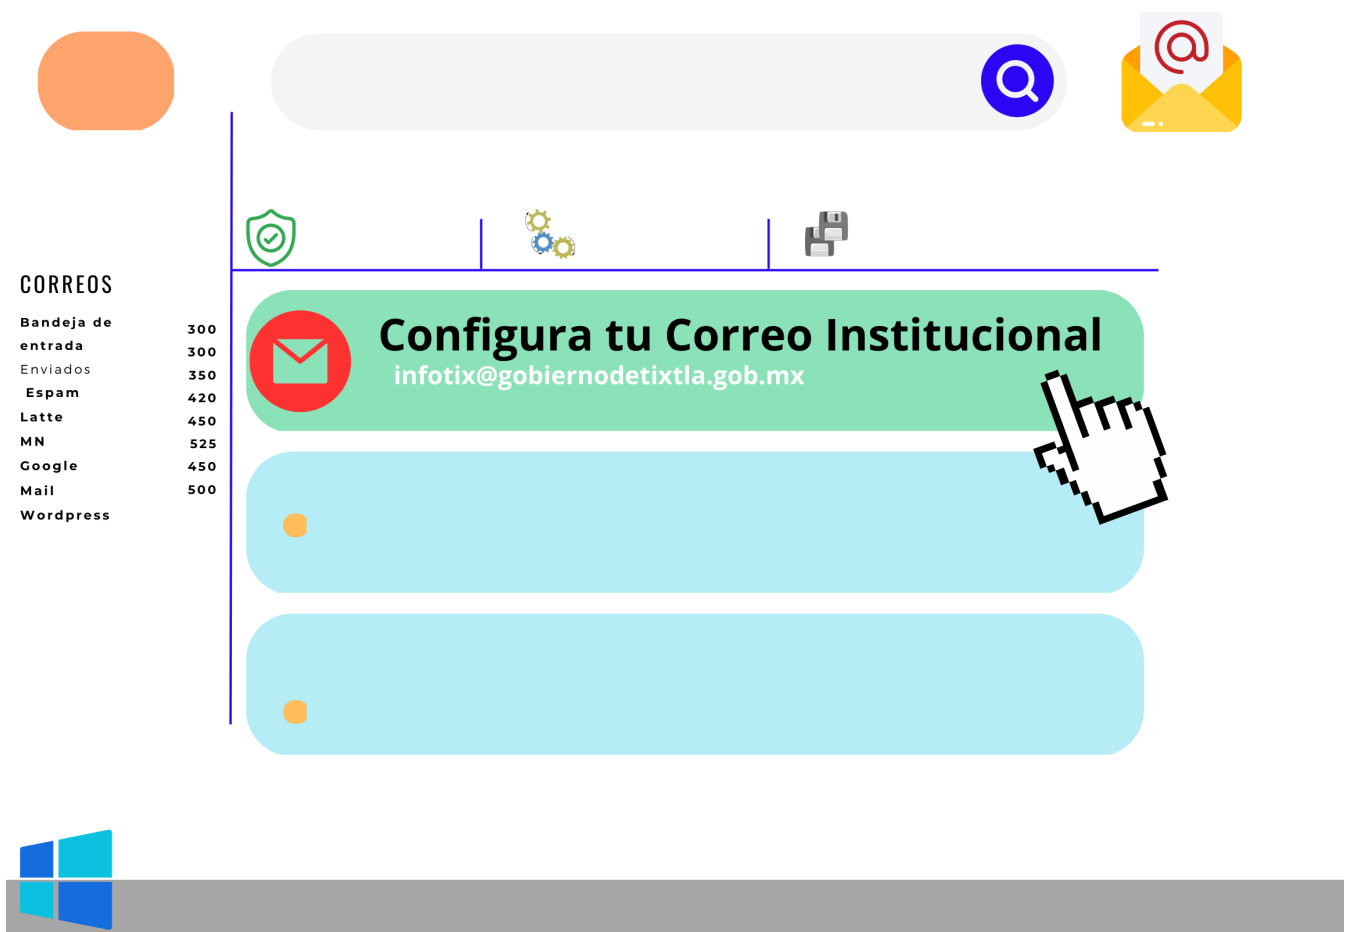 CORREOS
Bandeja de
entrada
Enviados
Espam
Latte
MN
Google
Mail
Wordpress
300
300
350
420
450
525
450
500
Configura tu Correo Institucional
infotix@gobiernodetixtla.gob.mx